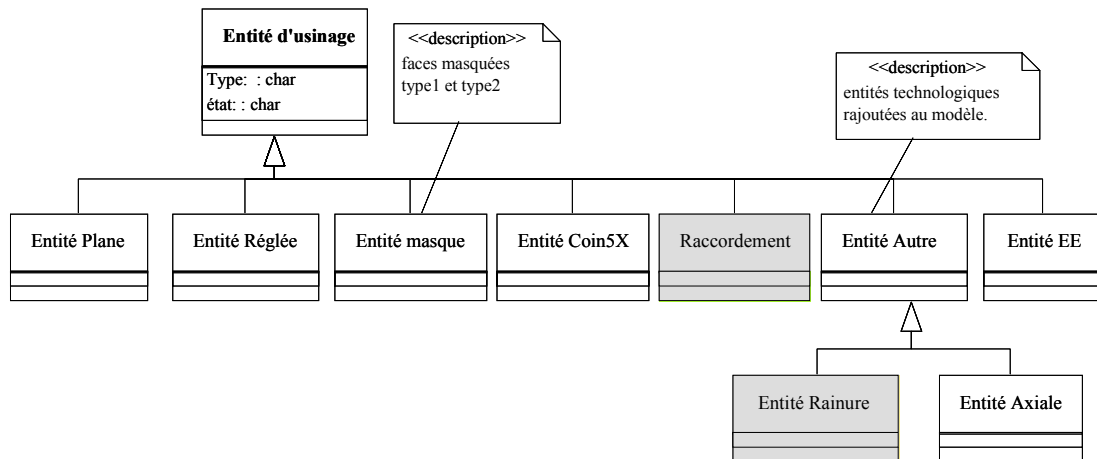 Entité d'usinage
Type: : char
état: : char
<<description>>
faces masquées
type1 et type2
<<description>>
entités technologiques
rajoutées au modèle.
Entité Plane
Entité Réglée
Entité masque
Entité Coin5X
Raccordement
Entité Autre
Entité EE
Entité Rainure
Entité Axiale